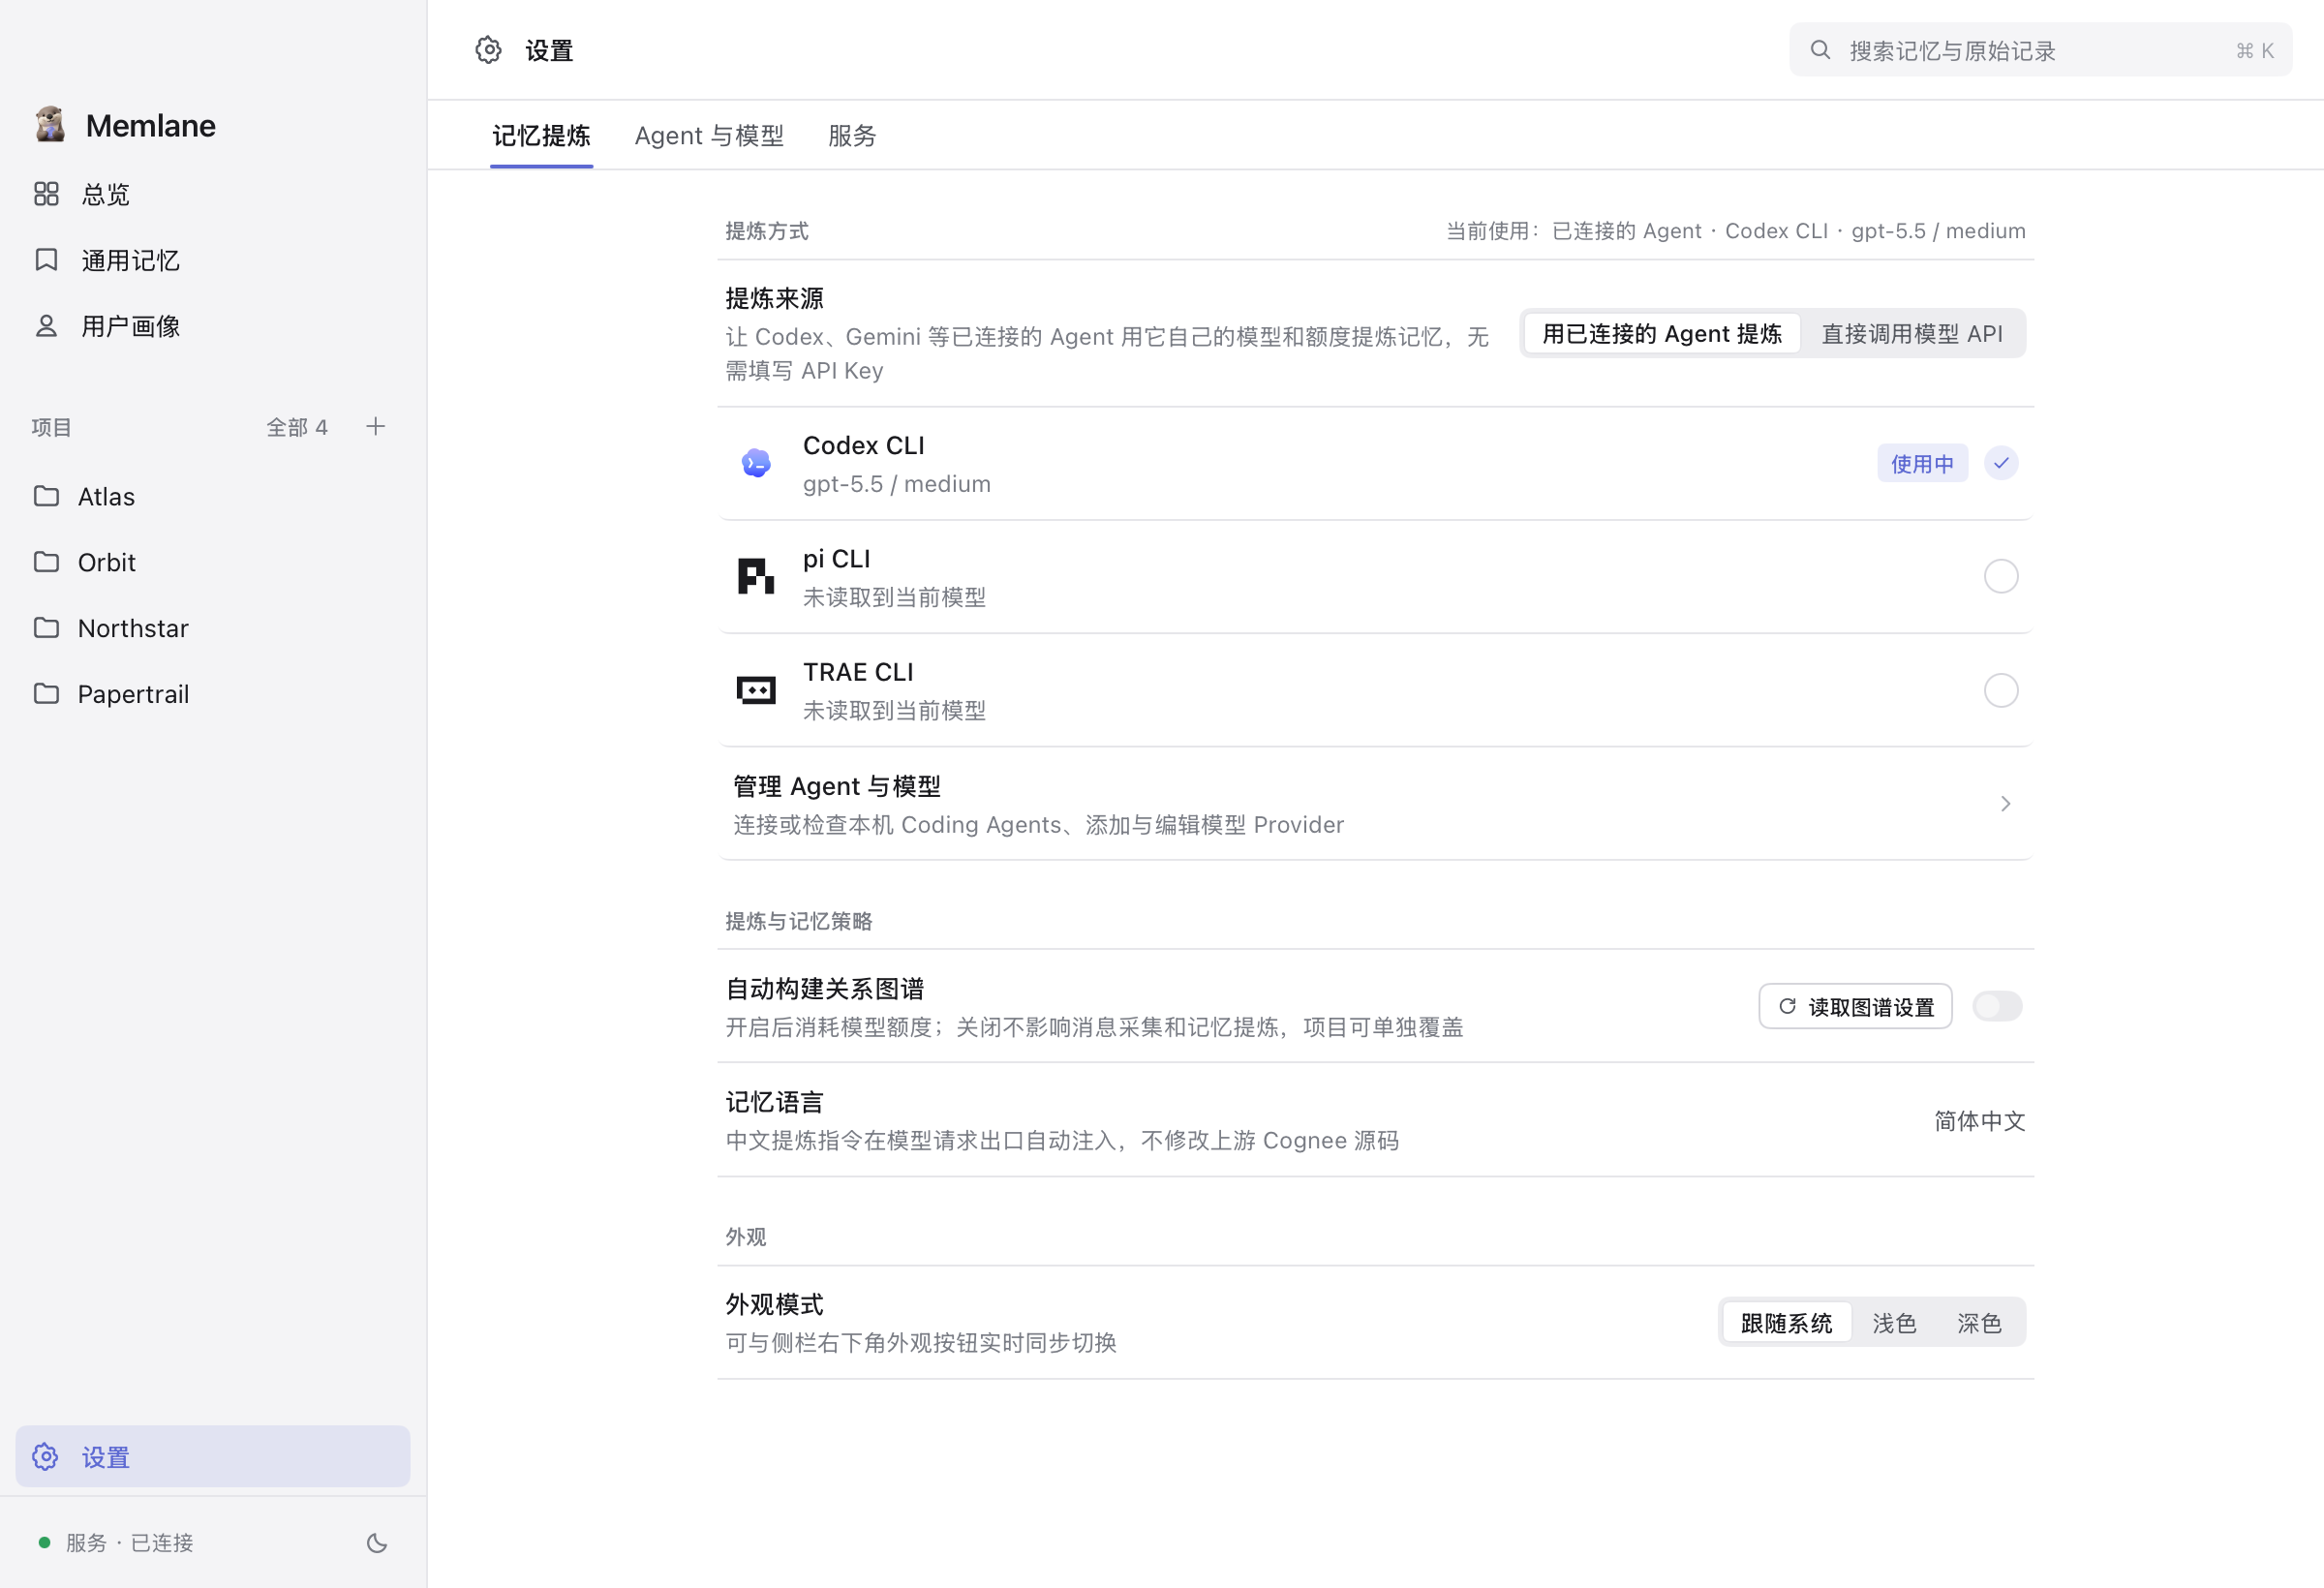 Memlane
总览
通用记忆
用户画像
项目
全部 4
Atlas
Orbit
Northstar
Papertrail
设置
服务 · 已连接
设置
搜索记忆与原始记录
⌘ K
记忆提炼
Agent 与模型
服务
提炼方式
当前使用：已连接的 Agent · Codex CLI · gpt-5.5 / medium
提炼来源
让 Codex、Gemini 等已连接的 Agent 用它自己的模型和额度提炼记忆，无
需填写 API Key
用已连接的 Agent 提炼
直接调用模型 API
Codex CLI
gpt-5.5 / medium
使用中
pi CLI
未读取到当前模型
TRAE CLI
未读取到当前模型
管理 Agent 与模型
连接或检查本机 Coding Agents、添加与编辑模型 Provider
提炼与记忆策略
自动构建关系图谱
开启后消耗模型额度；关闭不影响消息采集和记忆提炼，项目可单独覆盖
读取图谱设置
记忆语言
中文提炼指令在模型请求出口自动注入，不修改上游 Cognee 源码
简体中文
外观
外观模式
可与侧栏右下角外观按钮实时同步切换
跟随系统
浅色
深色